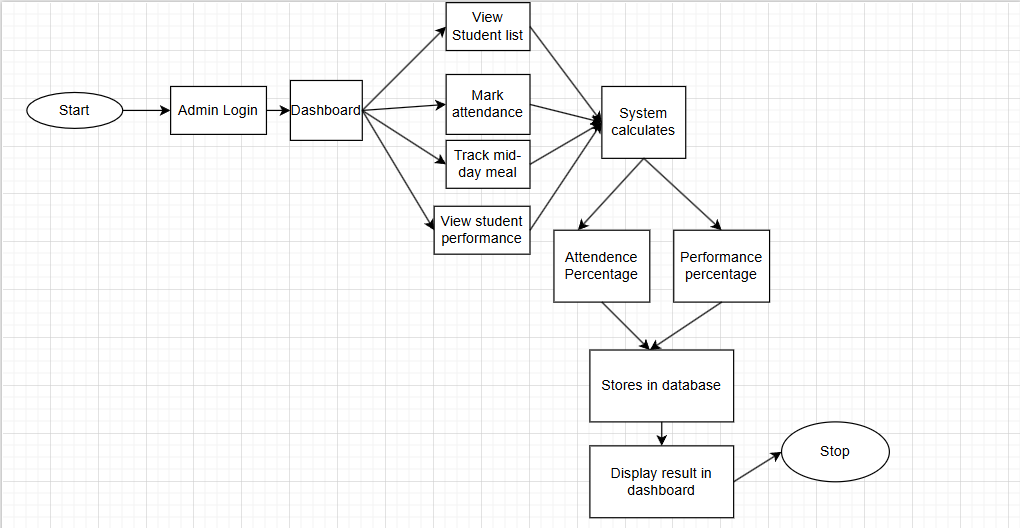 Start
Admin Login
Dashboard
View
Student list
Mark
attendance
Track mid-
day meal
View student
performance
System
calculates
Attendence
Percentage
Performance
percentage
Stores in database
Display result in
dashboard
Stop